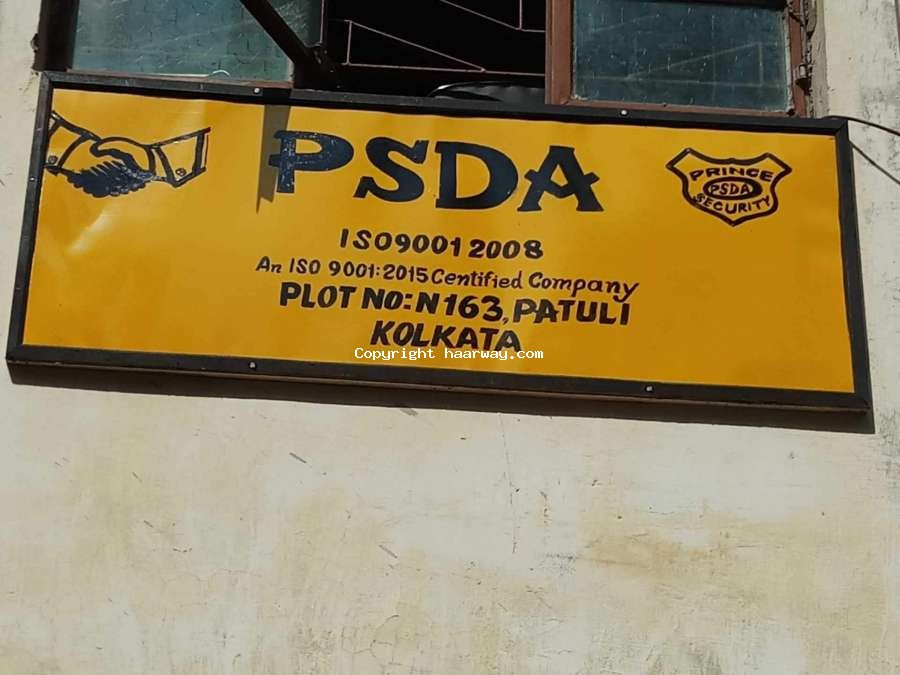 PSDA
PRINCE
PSDA
SECURITY
ISO9001 2008
An ISO 9001:2015 Centified Company
PLOT NO:N163, PATULI
KOLKATA
Copyright haarway.com